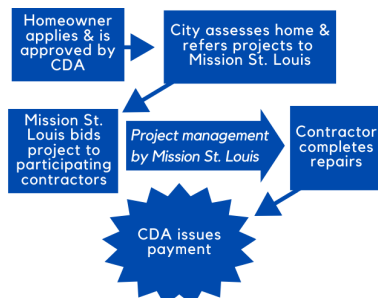 Homeowner
applies & is
approved by
CDA
City assesses home &
refers projects to
Mission St. Louis
Mission St.
Louis bids
project to
participating
contractors
Project management
by Mission St. Louis
Contractor
completes
repairs
CDA issues
payment